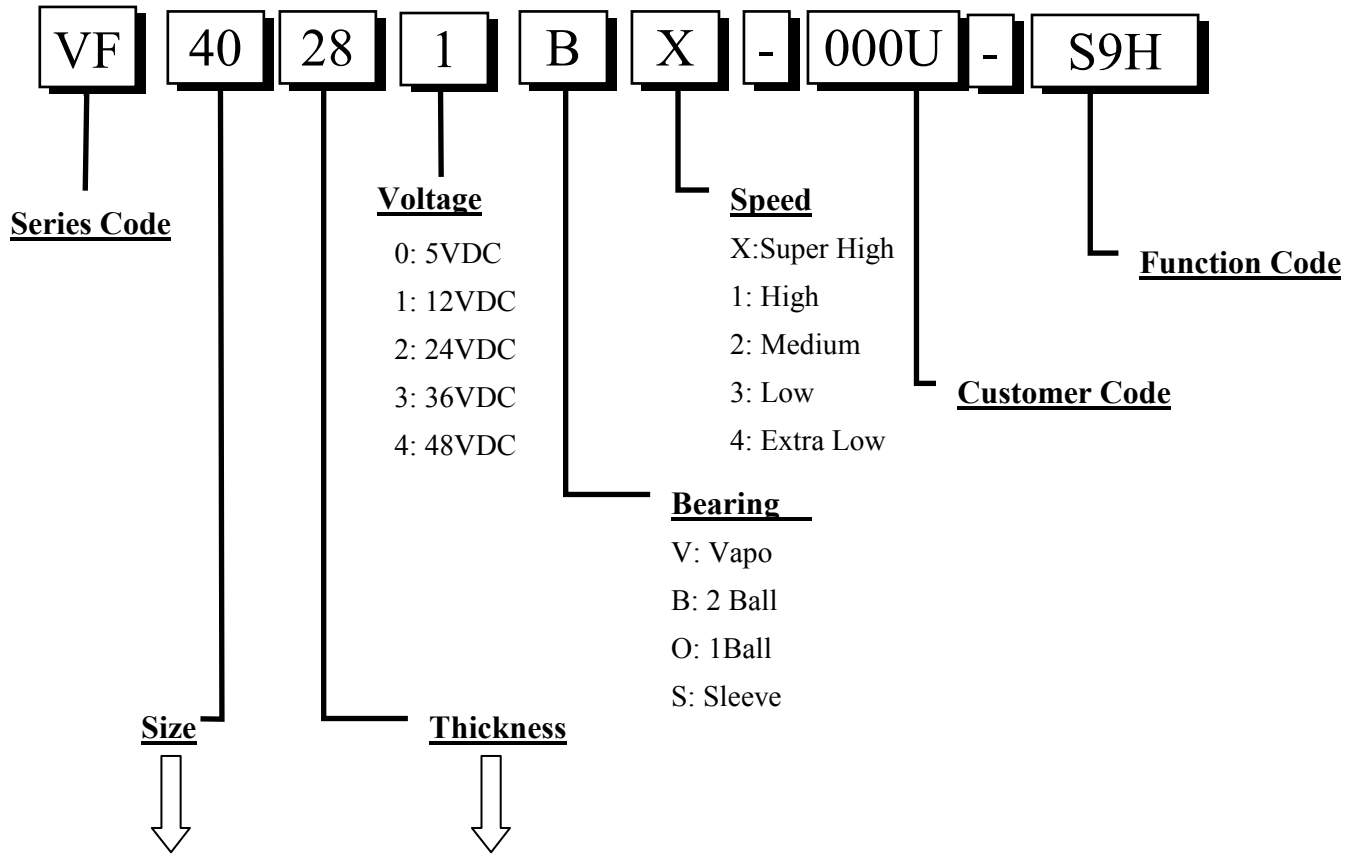 VF 40 28 1 B X - 000U - S9H
Series Code
Voltage
0: 5VDC
1: 12VDC
2: 24VDC
3: 36VDC
4: 48VDC
Speed
X:Super High
1: High
2: Medium
3: Low
4: Extra Low
Function Code
Customer Code
Bearing
V: Vapo
B: 2 Ball
O: 1Ball
S: Sleeve
Size
Thickness